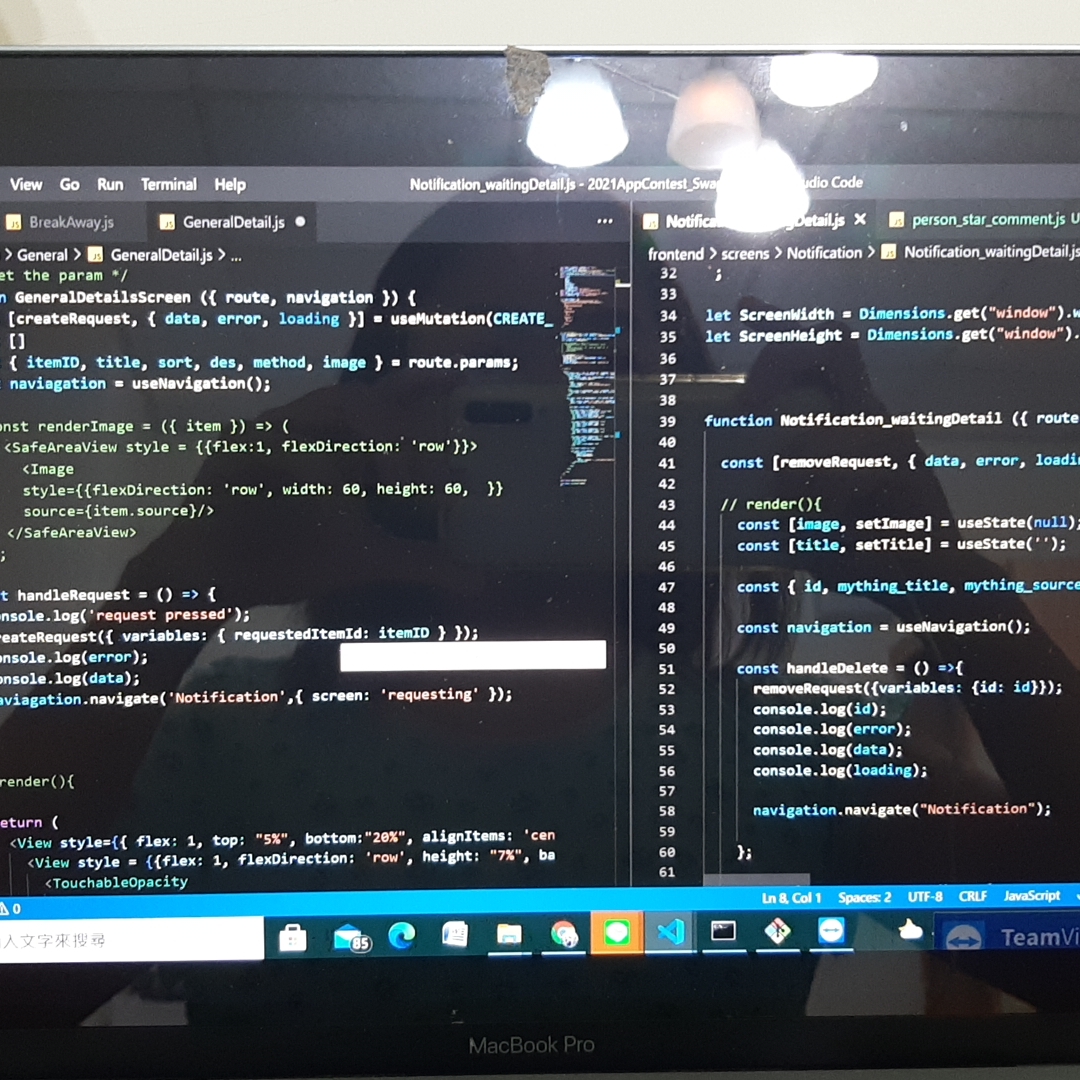 View Go Run Terminal Help
Notification_waitingDetail.js - 2021AppContest_Swa
udio Code
BreakAway.js
GeneralDetail.js ●
...
> General > GeneralDetail.js > ...
et the param */
n GeneralDetailsScreen ({ route, navigation }) {
[createRequest, { data, error, loading }] = useMutation(CREATE_
[]
{ itemID, title, sort, des, method, image } = route.params;
naviagation = useNavigation();
onst renderImage = ({ item }) => (
<SafeAreaView style = {{flex:1, flexDirection: 'row'}}>
<Image
style={{flexDirection: 'row', width: 60, height: 60, }}
source={item.source}/>
</SafeAreaView>
;
t handleRequest = () => {
onsole.log('request pressed');
reateRequest({ variables: { requestedItemId: itemID } });
onsole.log(error);
onsole.log(data);
aviagation.navigate('Notification',{ screen: 'requesting' });
render(){
eturn (
<View style={{ flex: 1, top: "5%", bottom:"20%", alignItems: 'cen
<View style = {{flex: 1, flexDirection: 'row', height: "7%", ba
<TouchableOpacity
Notifica
Detail.js ×
person_star_comment.js U
frontend > screens > Notification > Notification_waitingDetail.js
32 ;
33
34 let ScreenWidth = Dimensions.get("window").w
35 let ScreenHeight = Dimensions.get("window").
36
37
38
39 function Notification_waitingDetail ({ route
40
41 const [removeRequest, { data, error, loadi
42
43 // render(){
44 const [image, setImage] = useState(null);
45 const [title, setTitle] = useState('');
46
47 const { id, mything_title, mything_source
48
49 const navigation = useNavigation();
50
51 const handleDelete = () =>{
52 removeRequest({variables: {id: id}});
53 console.log(id);
54 console.log(error);
55 console.log(data);
56 console.log(loading);
57
58 navigation.navigate("Notification");
59
60 };
61
0
Ln 8, Col 1 Spaces: 2 UTF-8 CRLF JavaScript
入文字來搜尋
85
TeamVi
MacBook Pro